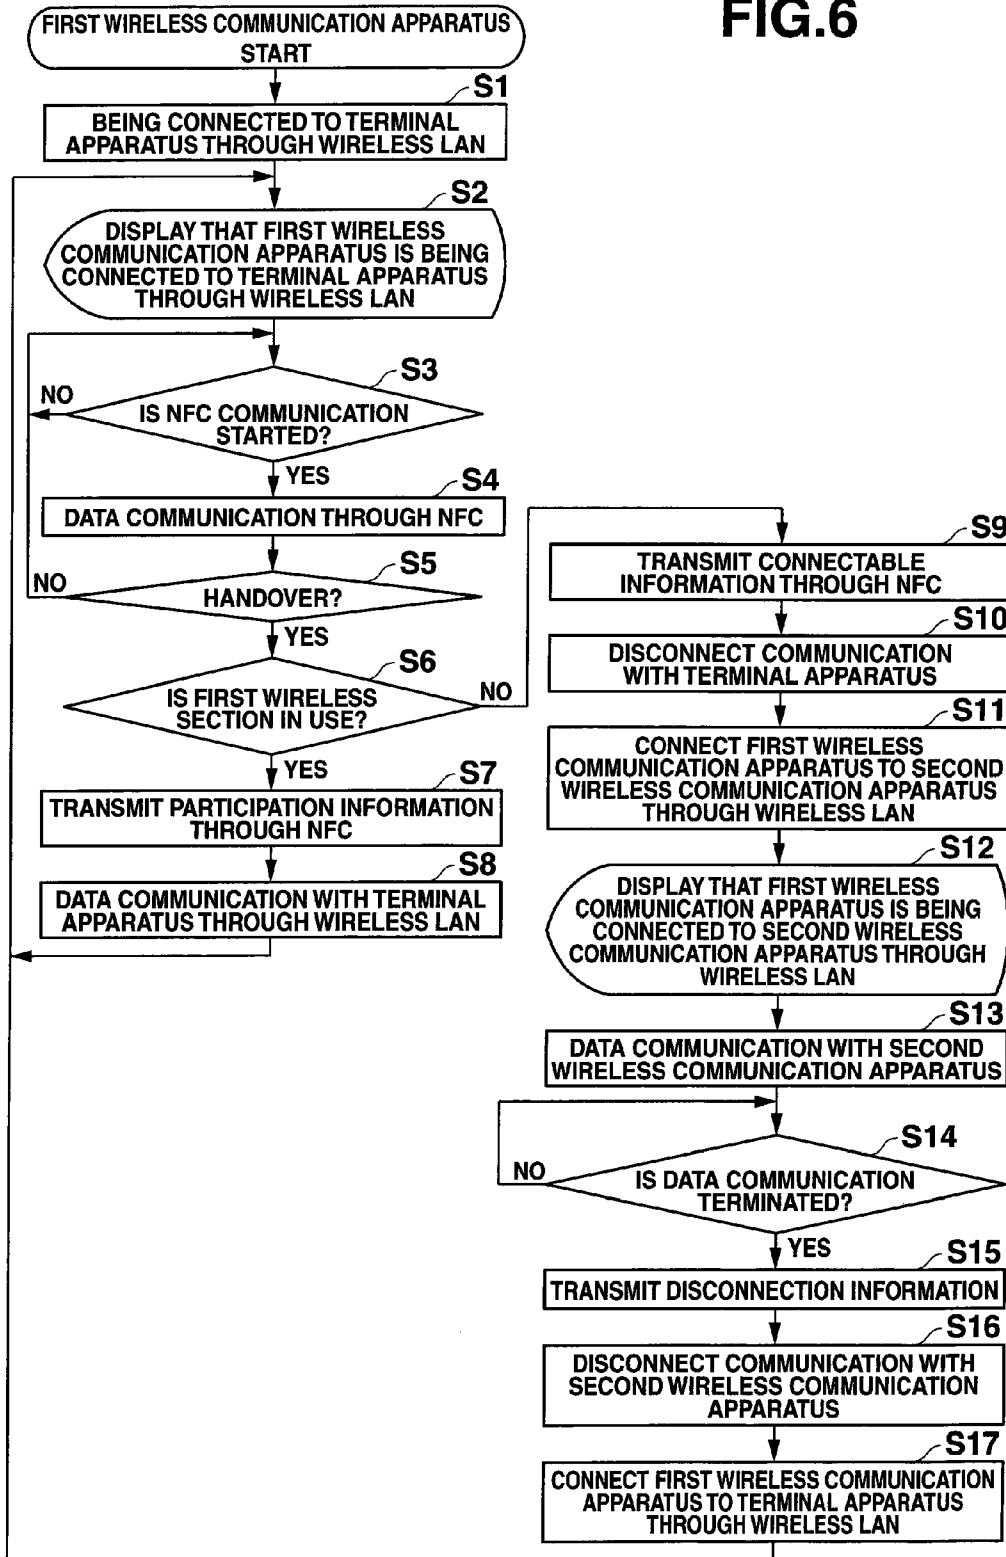 FIG.6
FIRST WIRELESS COMMUNICATION APPARATUS
START
S1
BEING CONNECTED TO TERMINAL
APPARATUS THROUGH WIRELESS LAN
S2
DISPLAY THAT FIRST WIRELESS
COMMUNICATION APPARATUS IS BEING
CONNECTED TO TERMINAL APPARATUS
THROUGH WIRELESS LAN
S3
NO
IS NFC COMMUNICATION
STARTED?
YES
S4
DATA COMMUNICATION THROUGH NFC
S5
NO
HANDOVER?
YES
S6
IS FIRST WIRELESS
SECTION IN USE?
NO
YES
S7
TRANSMIT PARTICIPATION INFORMATION
THROUGH NFC
S8
DATA COMMUNICATION WITH TERMINAL
APPARATUS THROUGH WIRELESS LAN
S9
TRANSMIT CONNECTABLE
INFORMATION THROUGH NFC
S10
DISCONNECT COMMUNICATION
WITH TERMINAL APPARATUS
S11
CONNECT FIRST WIRELESS
COMMUNICATION APPARATUS TO SECOND
WIRELESS COMMUNICATION APPARATUS
THROUGH WIRELESS LAN
S12
DISPLAY THAT FIRST WIRELESS
COMMUNICATION APPARATUS IS BEING
CONNECTED TO SECOND WIRELESS
COMMUNICATION APPARATUS THROUGH
WIRELESS LAN
S13
DATA COMMUNICATION WITH SECOND
WIRELESS COMMUNICATION APPARATUS
S14
NO
IS DATA COMMUNICATION
TERMINATED?
YES
S15
TRANSMIT DISCONNECTION INFORMATION
S16
DISCONNECT COMMUNICATION WITH
SECOND WIRELESS COMMUNICATION
APPARATUS
S17
CONNECT FIRST WIRELESS COMMUNICATION
APPARATUS TO TERMINAL APPARATUS
THROUGH WIRELESS LAN